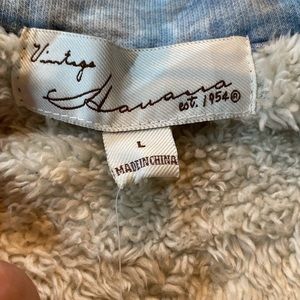 Vintage
Havana
est. 1954®
L
MADE IN CHINA